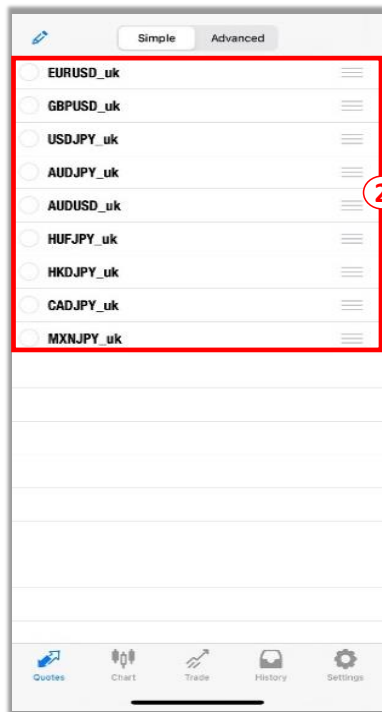 Simple Advanced
EURUSD_uk
GBPUSD_uk
USDJPY_uk
AUDJPY_uk
2
AUDUSD_uk
HUFJPY_uk
HKDJPY_uk
CADJPY_uk
MXNJPY_uk
Quotes Chart Trade History Settings